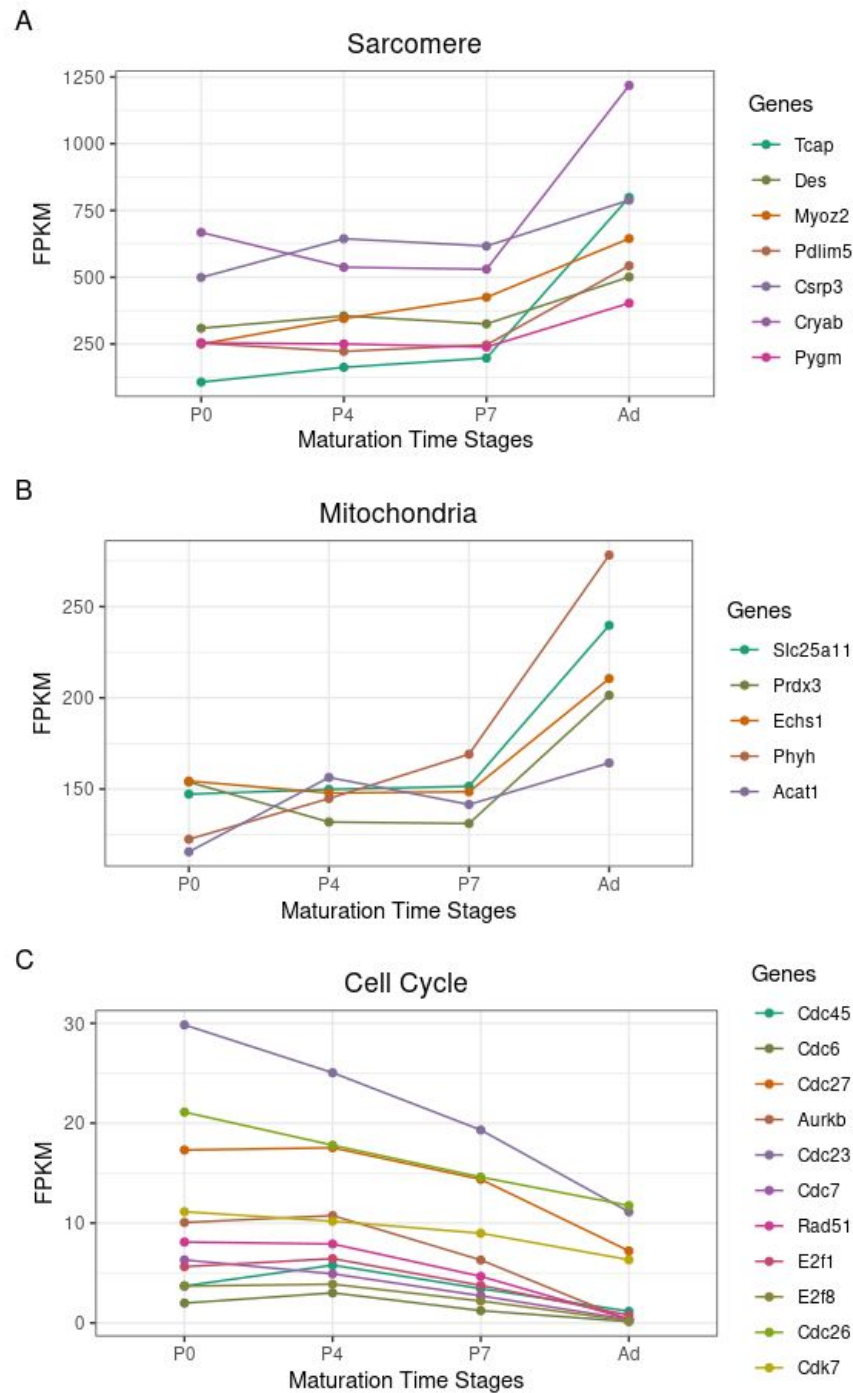 A
Sarcomere
1250
1000
750
500
250
FPKM
P0 P4 P7 Ad
Maturation Time Stages
Genes
Tcap
Des
Myoz2
Pdlim5
Csrp3
Cryab
Pygm
B
Mitochondria
250
200
150
FPKM
P0 P4 P7 Ad
Maturation Time Stages
Genes
Slc25a11
Prdx3
Echs1
Phyh
Acat1
C
Cell Cycle
30
20
10
0
FPKM
P0 P4 P7 Ad
Maturation Time Stages
Genes
Cdc45
Cdc6
Cdc27
Aurkb
Cdc23
Cdc7
Rad51
E2f1
E2f8
Cdc26
Cdk7